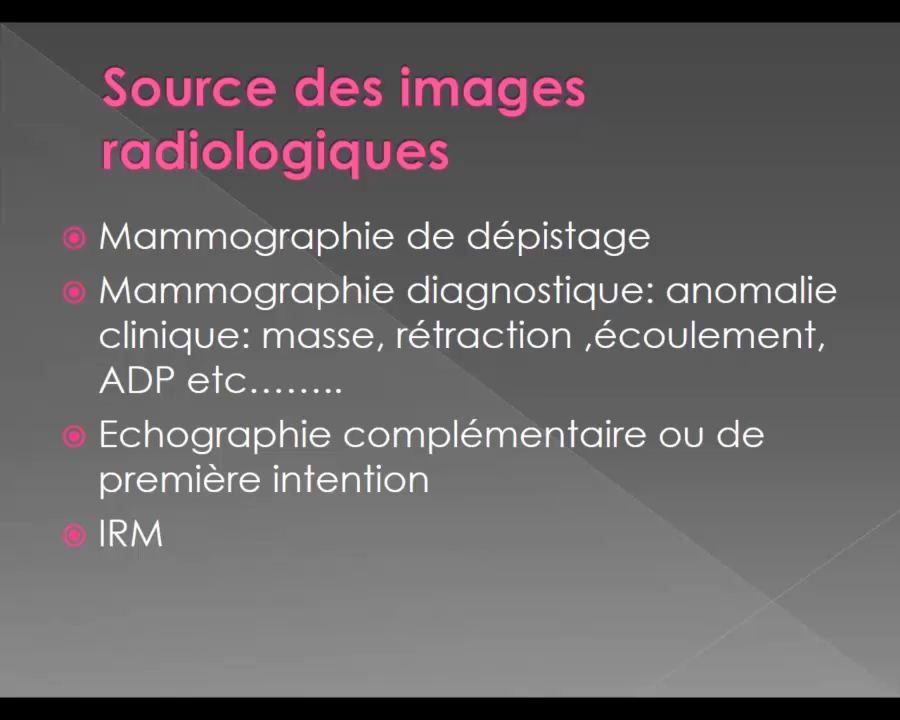 Source des images
radiologiques
Mammographie de dépistage
Mammographie diagnostique: anomalie
clinique: masse, rétraction ,écoulement,
ADP etc……..
Echographie complémentaire ou de
première intention
IRM